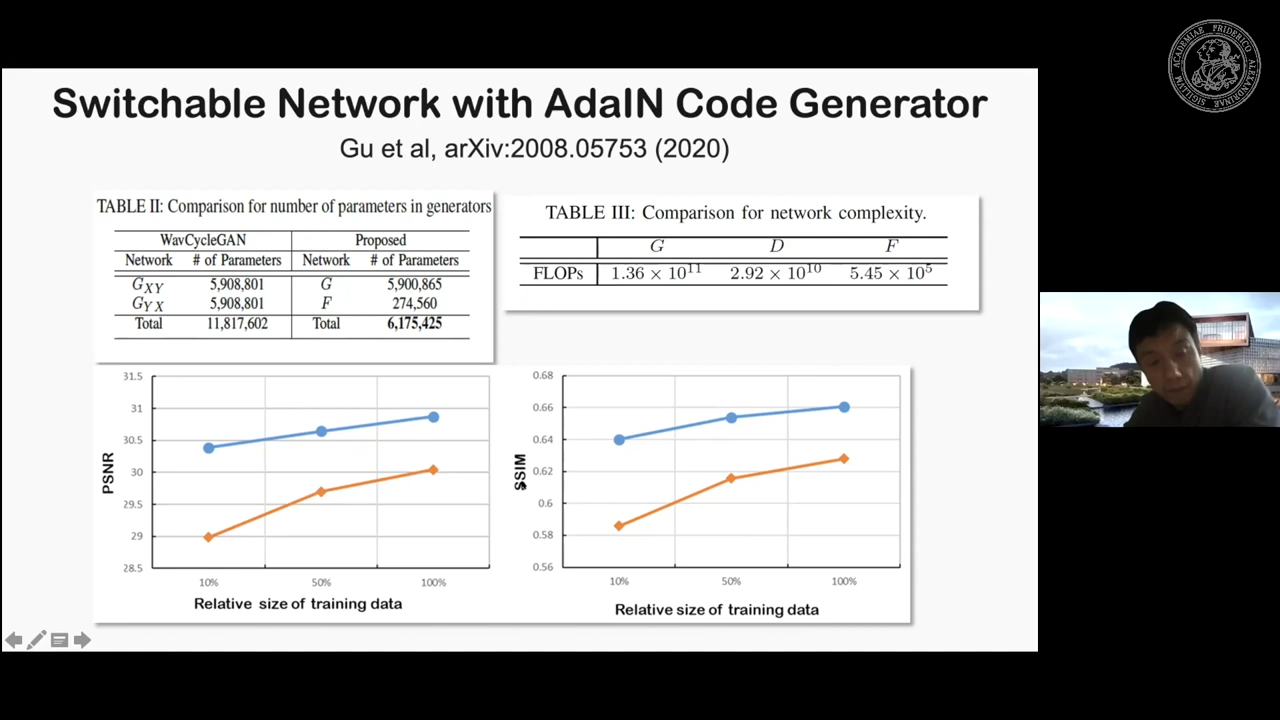 Switchable Network with AdaIN Code Generator
Gu et al, arXiv:2008.05753 (2020)
TABLE II: Comparison for number of parameters in generators
WavCycleGAN Proposed
Network # of Parameters Network # of Parameters
G_XY 5,908,801 G 5,900,865
G_YX 5,908,801 F 274,560
Total 11,817,602 Total 6,175,425
TABLE III: Comparison for network complexity.
G D F
FLOPs 1.36 × 10^11 2.92 × 10^10 5.45 × 10^5
PSNR
31.5
31
30.5
30
29.5
29
28.5
10% 50% 100%
Relative size of training data
SSIM
0.68
0.66
0.64
0.62
0.6
0.58
0.56
10% 50% 100%
Relative size of training data
ACADEMIAE FRIDERICO ALEXANDRINAE SIGILLVM